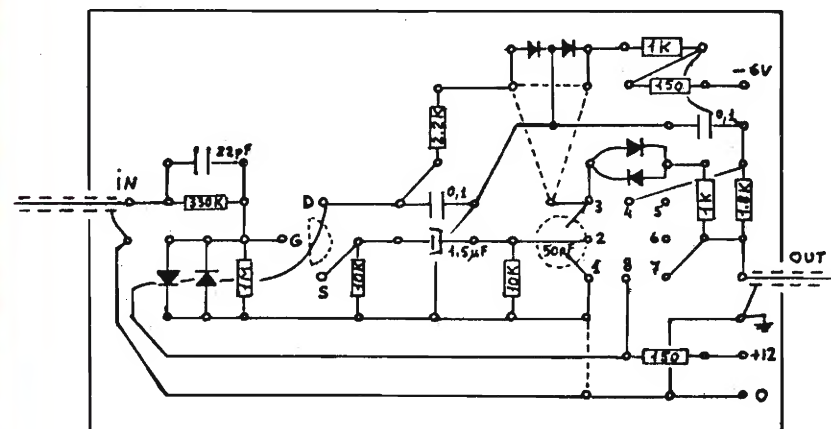 1K
150
-6V
2.2K
0,1
22pF
iN
330K
D
0,1
3
4
5
1K
1.8K
G
1.5µF
2
50pF
6
OUT
1M
S
10K
10K
1
8
7
150
+12
0